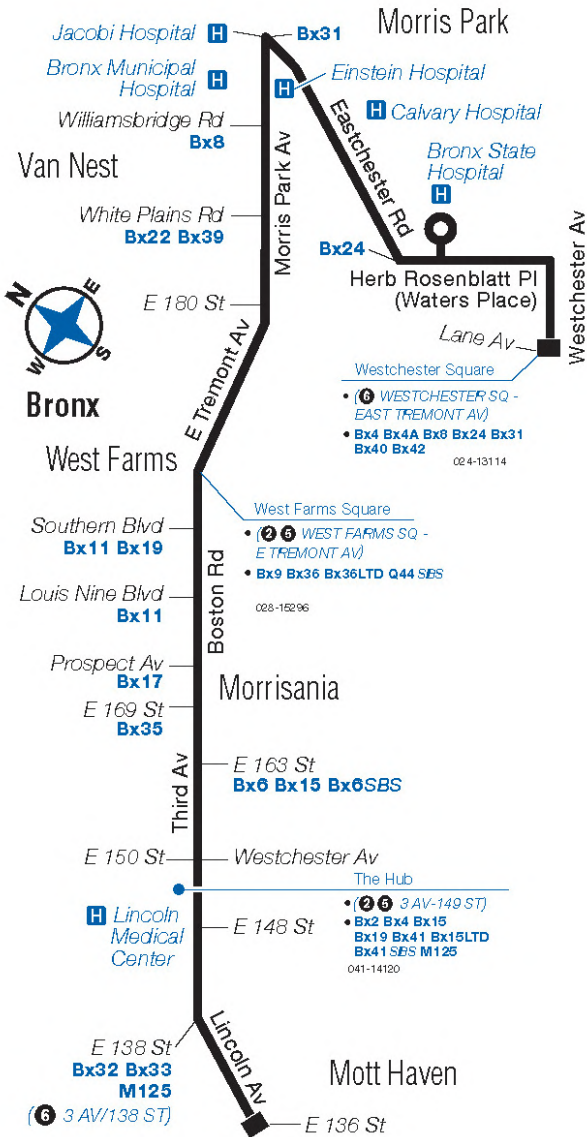 Morris Park
Jacobi Hospital H
Bx31
Bronx Municipal
Hospital H
H Einstein Hospital
Williamsbridge Rd
Bx8
H Calvary Hospital
Van Nest
Bronx State
Hospital
H
Morris Park Av
Eastchester Rd
White Plains Rd
Bx22 Bx39
Bx24
Herb Rosenblatt Pl
(Waters Place)
Westchester Av
E 180 St
Lane Av
N
E
W
S
Bronx
E Tremont Av
Westchester Square
• (6 WESTCHESTER SQ -
EAST TREMONT AV)
• Bx4 Bx4A Bx8 Bx24 Bx31
Bx40 Bx42
024-13114
West Farms
West Farms Square
• (2 5 WEST FARMS SQ -
E TREMONT AV)
• Bx9 Bx36 Bx36LTD Q44 SBS
028-15296
Southern Blvd
Bx11 Bx19
Boston Rd
Louis Nine Blvd
Bx11
Prospect Av
Bx17
Morrisania
E 169 St
Bx35
Third Av
E 163 St
Bx6 Bx15 Bx6SBS
E 150 St
Westchester Av
The Hub
• (2 5 3 AV-149 ST)
• Bx2 Bx4 Bx15
Bx19 Bx41 Bx15LTD
Bx41 SBS M125
041-14120
H Lincoln
Medical
Center
E 148 St
E 138 St
Bx32 Bx33
M125
(6 3 AV/138 ST)
Lincoln Av
Mott Haven
E 136 St